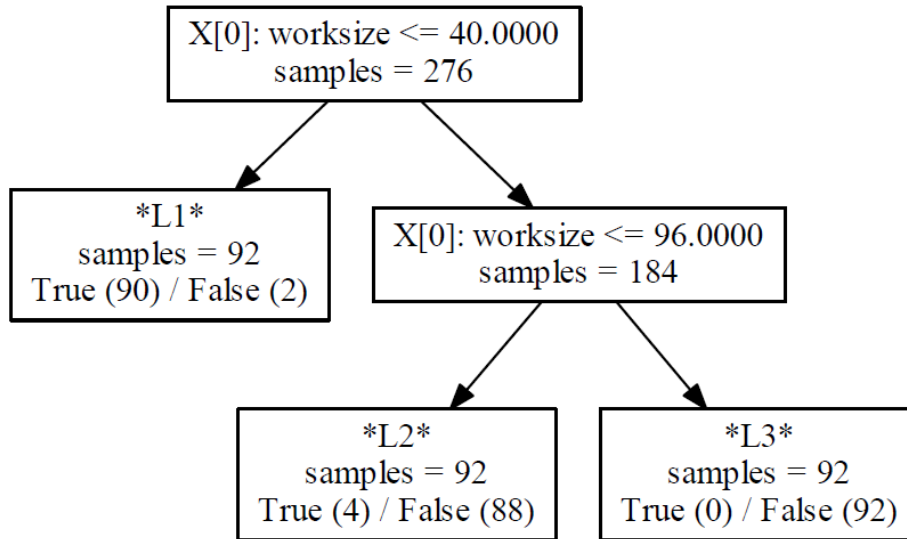 X[0]: worksize <= 40.0000
samples = 276
*L1*
samples = 92
True (90) / False (2)
X[0]: worksize <= 96.0000
samples = 184
*L2*
samples = 92
True (4) / False (88)
*L3*
samples = 92
True (0) / False (92)